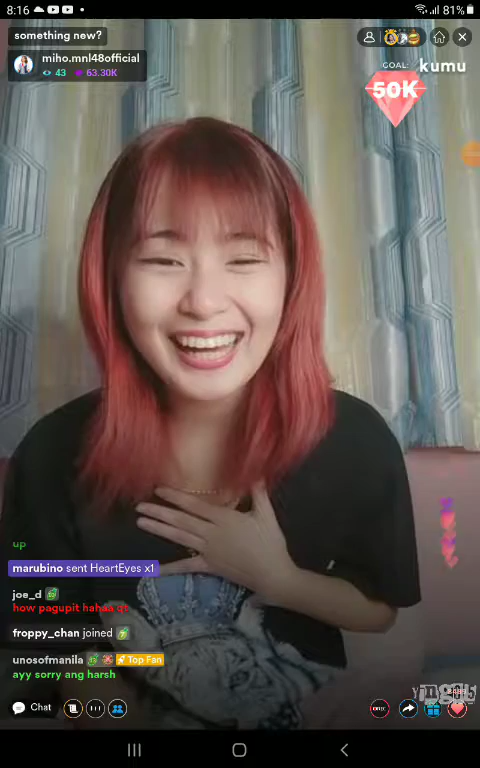 8:16
81%
something new?
miho.mnl48official
43 63.30K
GOAL:
kumu
50K
up
marubino sent HeartEyes x1
joe_d
how pagupit hahaa qt
froppy_chan joined
unosofmanila Top Fan
ayy sorry ang harsh
Chat